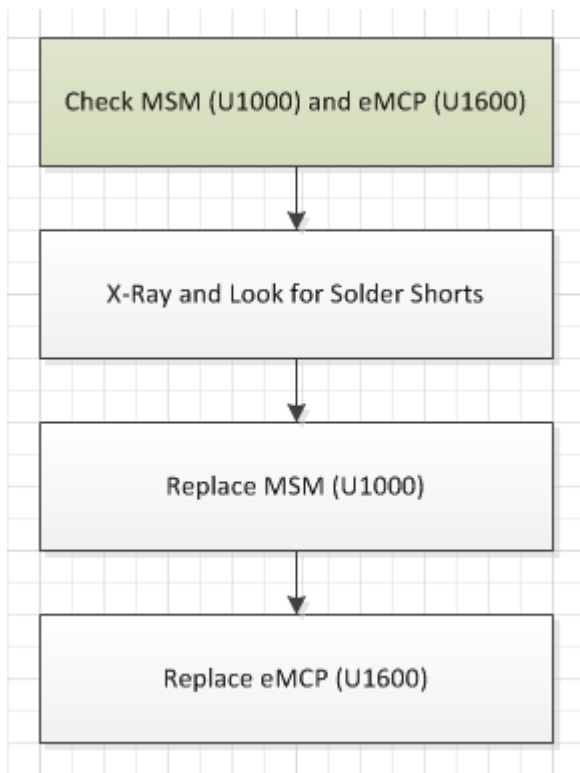 Check MSM (U1000) and eMCP (U1600)
X-Ray and Look for Solder Shorts
Replace MSM (U1000)
Replace eMCP (U1600)